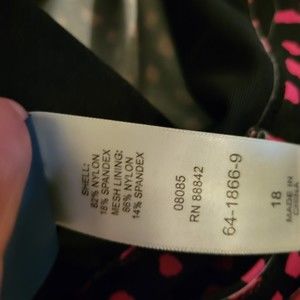 SHELL:
82% NYLON
18% SPANDEX
MESH LINING:
86% NYLON
14% SPANDEX
08085
RN 88842
64-1866-9
18
MADE IN
CHINA